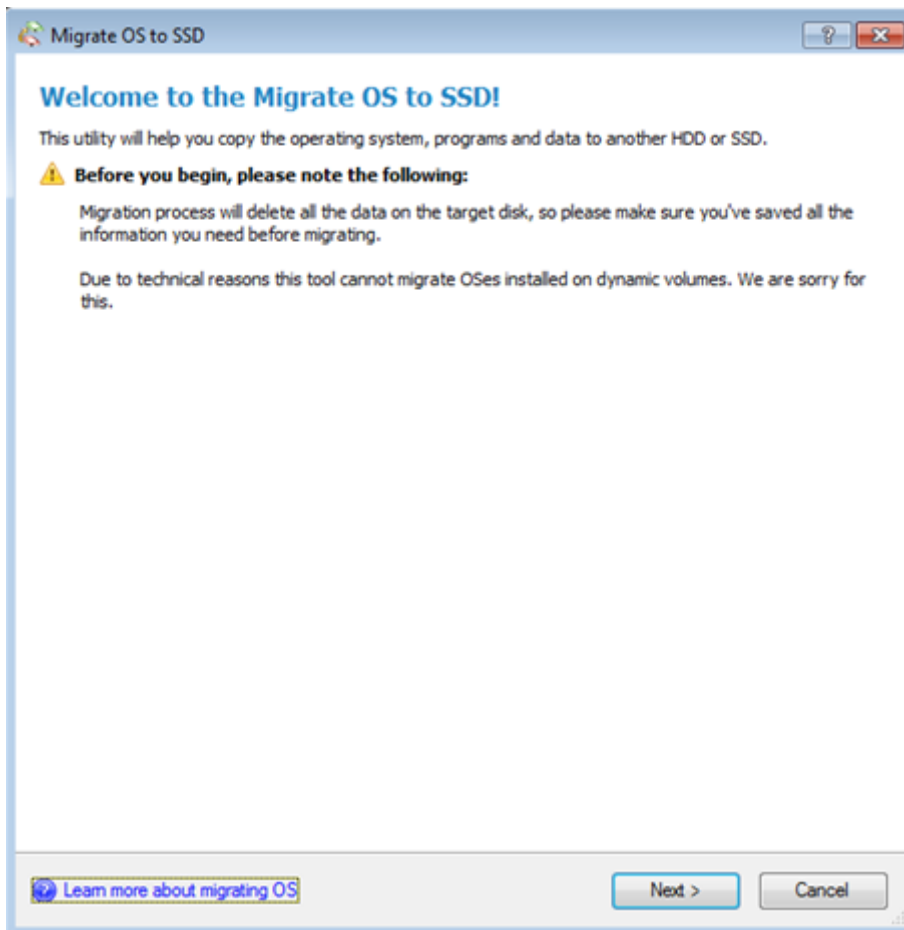 Migrate OS to SSD
Welcome to the Migrate OS to SSD!
This utility will help you copy the operating system, programs and data to another HDD or SSD.
Before you begin, please note the following:
Migration process will delete all the data on the target disk, so please make sure you've saved all the
information you need before migrating.
Due to technical reasons this tool cannot migrate OSes installed on dynamic volumes. We are sorry for
this.
Learn more about migrating OS
Next >
Cancel